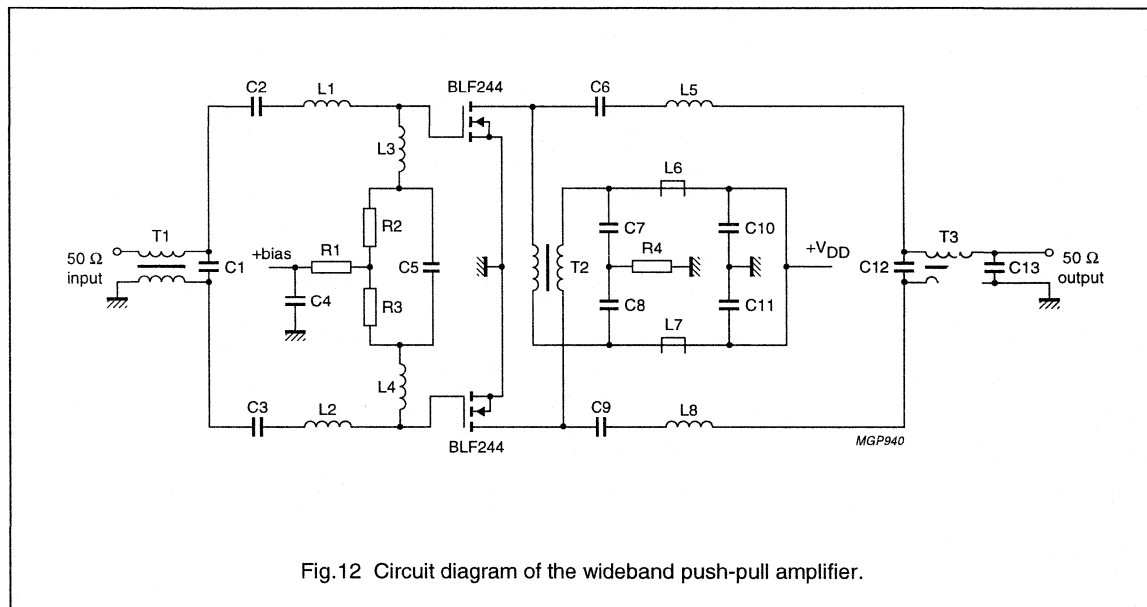 C2
L1
BLF244
C6
L5
L3
L6
T1
R2
C7
C10
50 Ω
input
C1
+bias
R1
C5
T2
R4
+VDD
C12
T3
C13
50 Ω
output
C4
R3
C8
C11
L7
L4
C3
L2
C9
L8
BLF244
MGP940
Fig.12 Circuit diagram of the wideband push-pull amplifier.